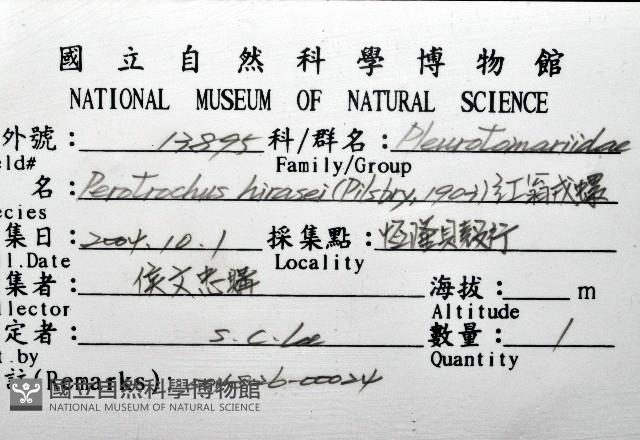 國立自然科學博物館
NATIONAL MUSEUM OF NATURAL SCIENCE
外號: 13895 科/群名: Pleurotomariidae
eld# Family/Group
名: Perotrochus hirasei (Pilsbry, 1903) 紅翁戎螺
ecies
集日: 2004.10.1 採集點: 恆瑾貝殼行
l.Date Locality
集者: 侯文忠購 海拔: m
llector Altitude
定者: S.C.Lee 數量: 1
t.by Quantity
註(Remarks): 26-00024
國立自然科學博物館
NATIONAL MUSEUM OF NATURAL SCIENCE